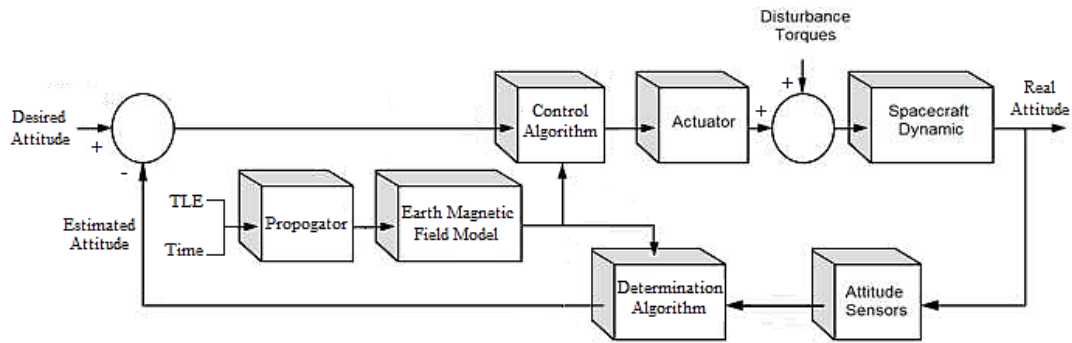 Disturbance
Torques
+
Desired
Attitude
+
-
Control
Algorithm
Actuator
+
Spacecraft
Dynamic
Real
Attitude
TLE
Time
Propogator
Earth Magnetic
Field Model
Estimated
Attitude
Determination
Algorithm
Attitude
Sensors